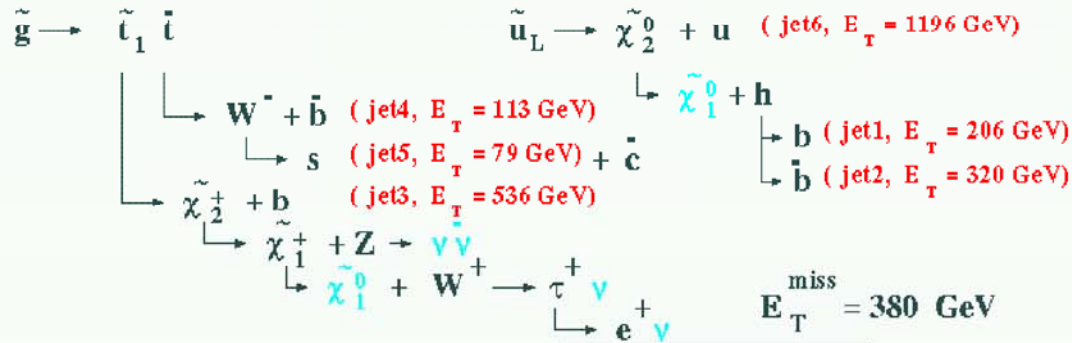 g̃ → t̃₁ t̄
ũ_L → χ̃₂⁰ + u ( jet6, E_T = 1196 GeV)
χ̃₁⁰ + h
W⁻ + b̄ ( jet4, E_T = 113 GeV)
b ( jet1, E_T = 206 GeV)
s ( jet5, E_T = 79 GeV) + c̄
b̄ ( jet2, E_T = 320 GeV)
χ̃₂⁺ + b ( jet3, E_T = 536 GeV)
χ̃₁⁺ + Z → ν ν̄
χ̃₁⁰ + W⁺ → τ⁺ ν
e⁺ ν
E_T^miss = 380 GeV